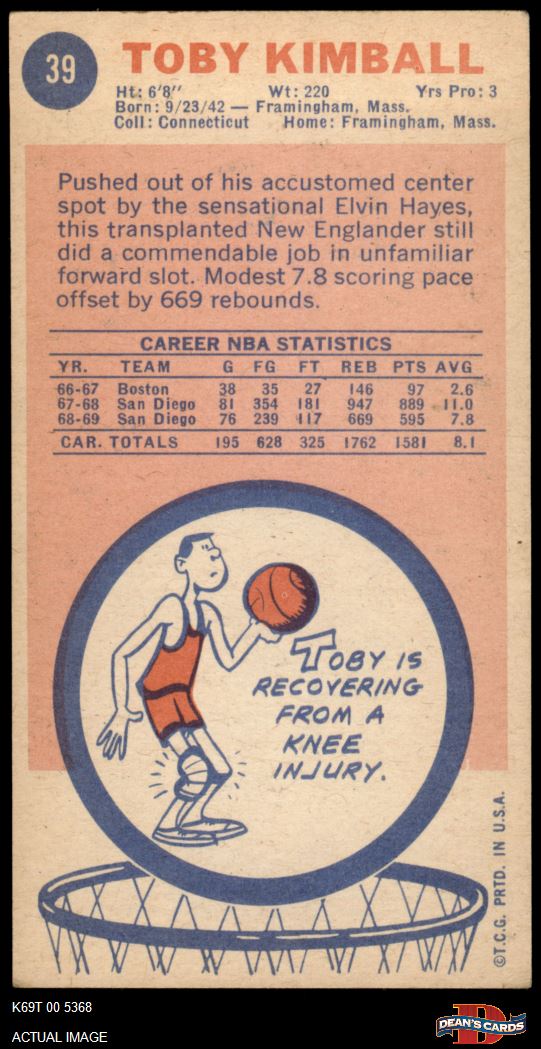 39
TOBY KIMBALL
Ht: 6'8'' Wt: 220 Yrs Pro: 3
Born: 9/23/42 — Framingham, Mass.
Coll: Connecticut Home: Framingham, Mass.
Pushed out of his accustomed center
spot by the sensational Elvin Hayes,
this transplanted New Englander still
did a commendable job in unfamiliar
forward slot. Modest 7.8 scoring pace
offset by 669 rebounds.
CAREER NBA STATISTICS
YR. TEAM G FG FT REB PTS AVG
66-67 Boston 38 35 27 146 97 2.6
67-68 San Diego 81 354 181 947 889 11.0
68-69 San Diego 76 239 117 669 595 7.8
CAR. TOTALS 195 628 325 1762 1581 8.1
TOBY IS
RECOVERING
FROM A
KNEE
INJURY.
©T.C.G. PRTD. IN U.S.A.
K69T 00 5368
ACTUAL IMAGE
D
DEAN'S CARDS